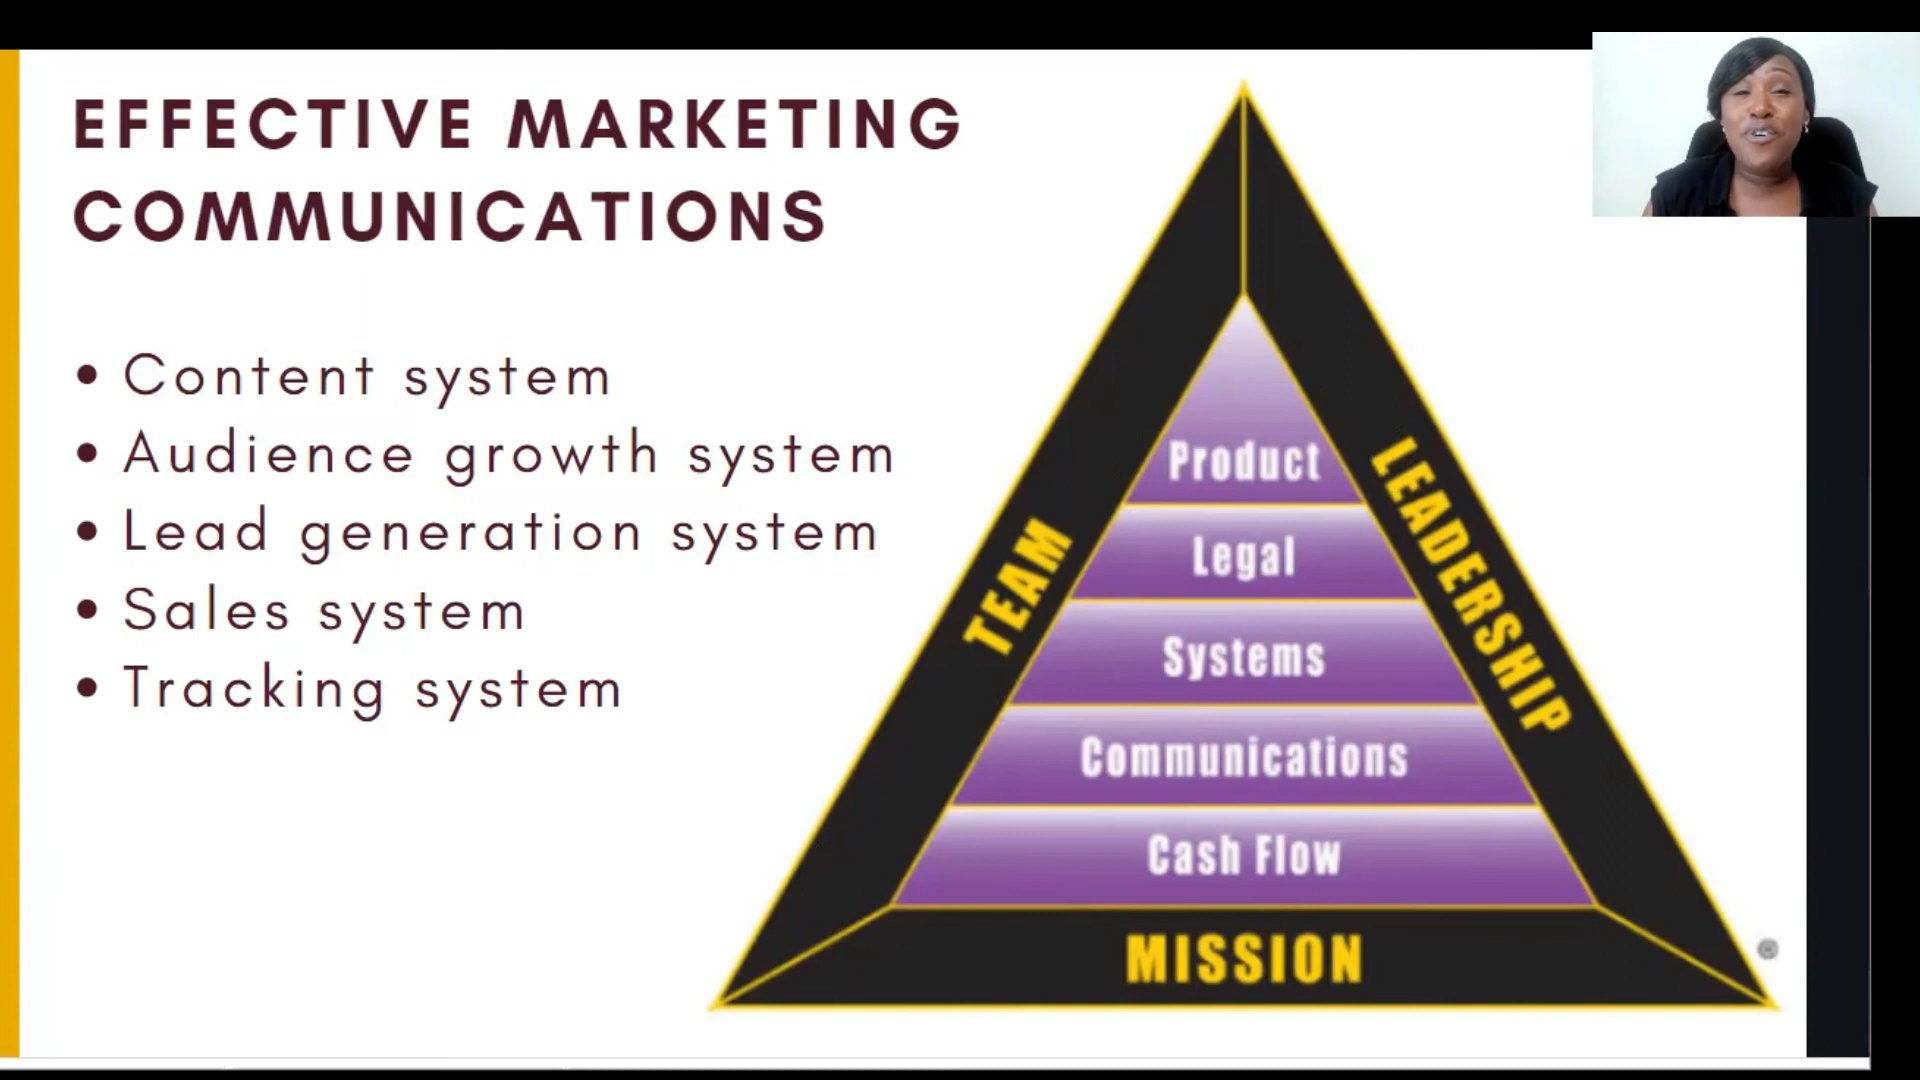 EFFECTIVE MARKETING
COMMUNICATIONS
• Content system
• Audience growth system
• Lead generation system
• Sales system
• Tracking system
TEAM
LEADERSHIP
Product
Legal
Systems
Communications
Cash Flow
MISSION
®